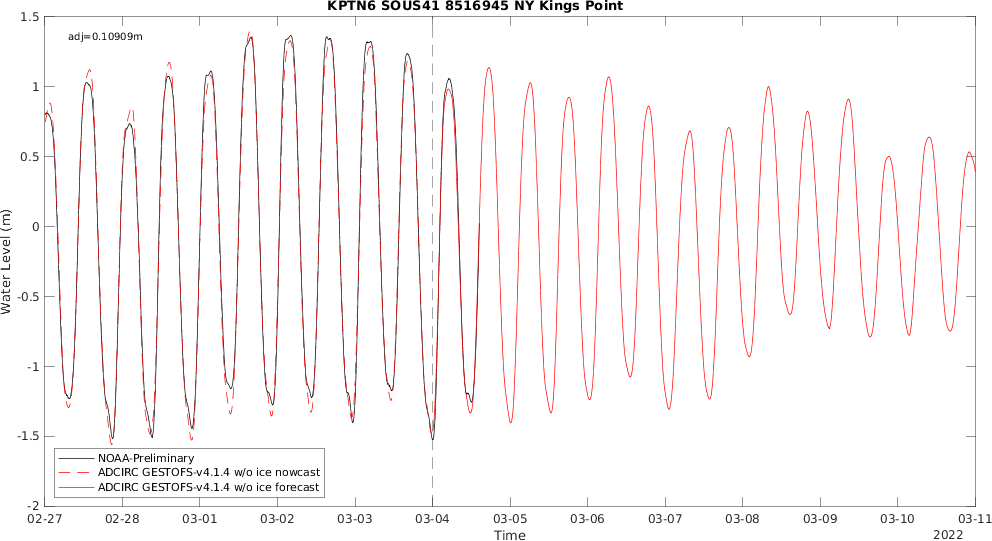 KPTN6 SOUS41 8516945 NY Kings Point
adj=0.10909m
1.5
1
0.5
0
-0.5
-1
-1.5
-2
Water Level (m)
NOAA-Preliminary
ADCIRC GESTOFS-v4.1.4 w/o ice nowcast
ADCIRC GESTOFS-v4.1.4 w/o ice forecast
02-27 02-28 03-01 03-02 03-03 03-04 03-05 03-06 03-07 03-08 03-09 03-10 03-11
Time
2022